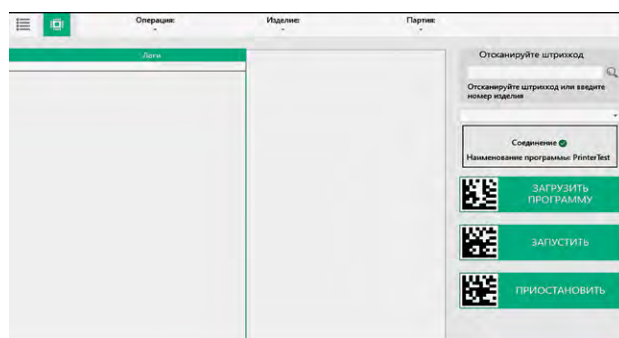 Операция:
Изделие:
Партия:
-
-
-
Логи
Отсканируйте штрихкод
Отсканируйте штрихкод или введите
номер изделия
Соединение
Наименование программы: PrinterTest
ЗАГРУЗИТЬ
ПРОГРАММУ
ЗАПУСТИТЬ
ПРИОСТАНОВИТЬ